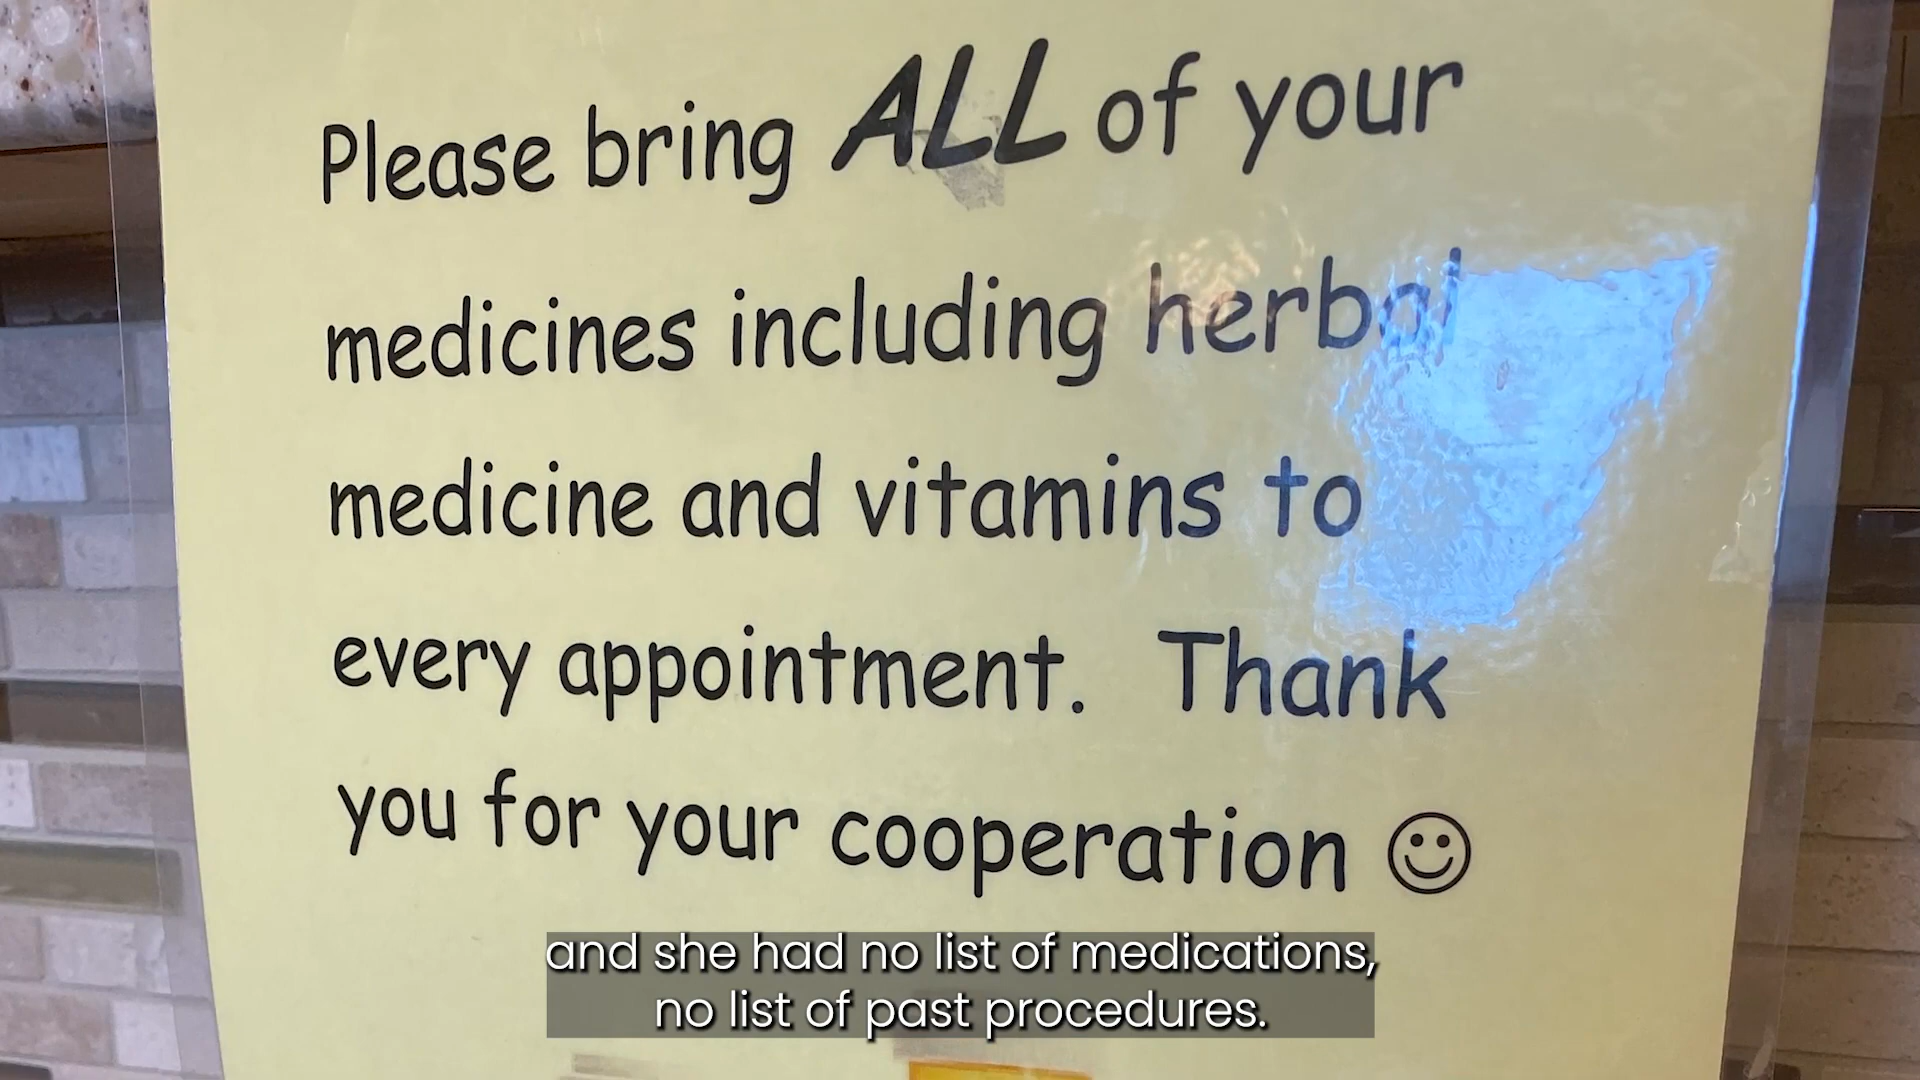 Please bring ALL of your
medicines including herbal
medicine and vitamins to
every appointment. Thank
you for your cooperation ☺
and she had no list of medications,
no list of past procedures.